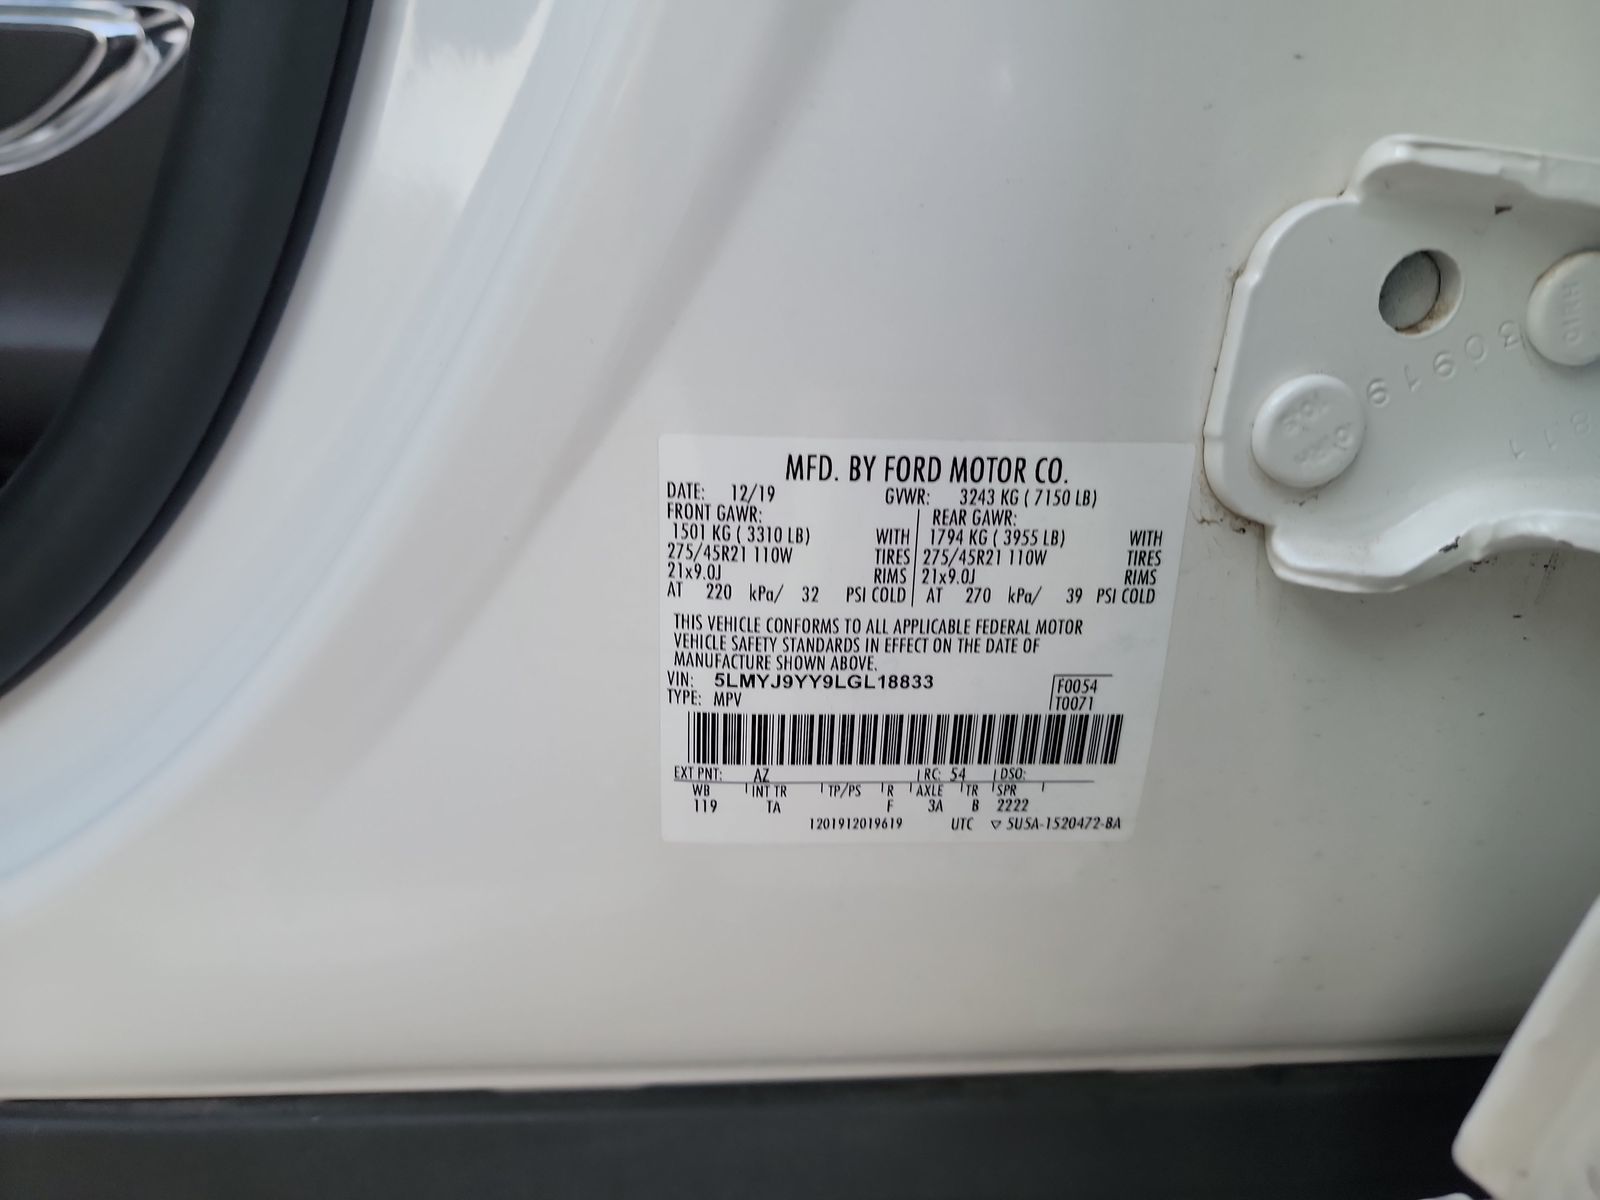 MFD. BY FORD MOTOR CO.
DATE: 12/19 GVWR: 3243 KG ( 7150 LB)
FRONT GAWR: REAR GAWR:
1501 KG ( 3310 LB) WITH 1794 KG ( 3955 LB) WITH
275/45R21 110W TIRES 275/45R21 110W TIRES
21x9.0J RIMS 21x9.0J RIMS
AT 220 kPa/ 32 PSI COLD AT 270 kPa/ 39 PSI COLD
THIS VEHICLE CONFORMS TO ALL APPLICABLE FEDERAL MOTOR
VEHICLE SAFETY STANDARDS IN EFFECT ON THE DATE OF
MANUFACTURE SHOWN ABOVE.
VIN: 5LMYJ9YY9LGL18833 F0054
TYPE: MPV T0071
EXT PNT: AZ RC: 54 DSO:
WB INT TR TP/PS R AXLE TR SPR
119 TA F 3A B 2222
1201912019619 UTC ▽ 5U5A-1520472-BA
30919
811